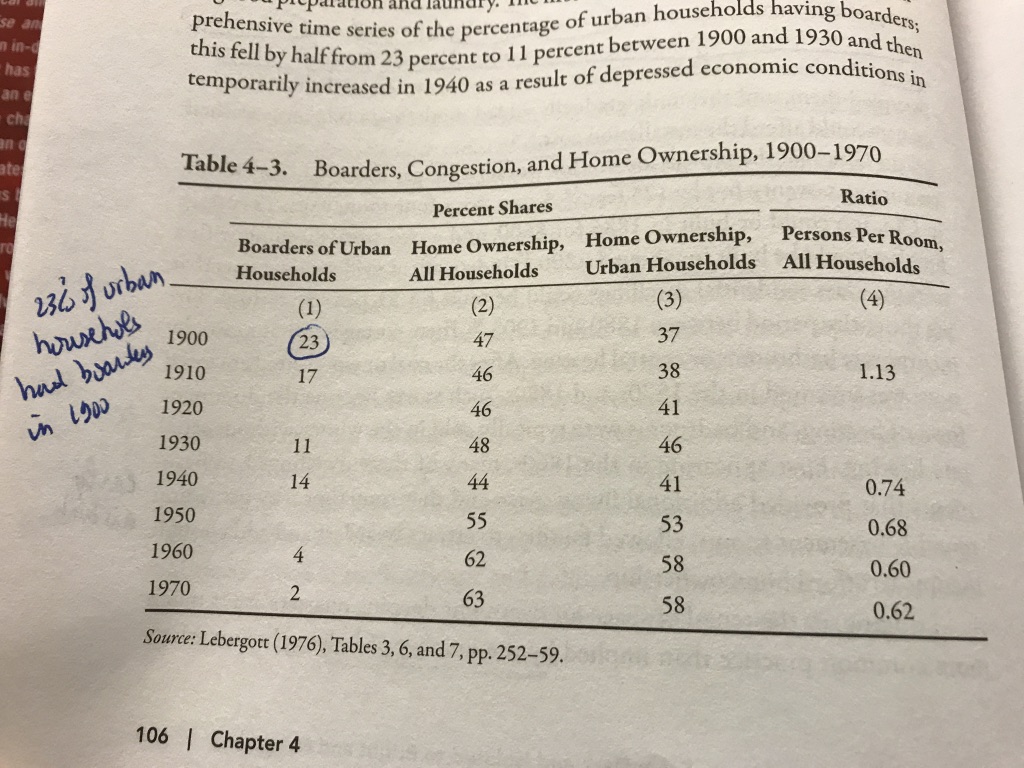 preparation and laundry.
prehensive time series of the percentage of urban households having boarders;
this fell by half from 23 percent to 11 percent between 1900 and 1930 and then
temporarily increased in 1940 as a result of depressed economic conditions in
Table 4–3. Boarders, Congestion, and Home Ownership, 1900–1970
Percent Shares Ratio
Boarders of Urban Home Ownership, Home Ownership, Persons Per Room,
Households All Households Urban Households All Households
(1) (2) (3) (4)
1900 23 47 37
1910 17 46 38 1.13
1920 46 41
1930 11 48 46
1940 14 44 41 0.74
1950 55 53 0.68
1960 4 62 58 0.60
1970 2 63 58 0.62
Source: Lebergott (1976), Tables 3, 6, and 7, pp. 252–59.
23% of urban
households
had boarders
in 1900
106 | Chapter 4